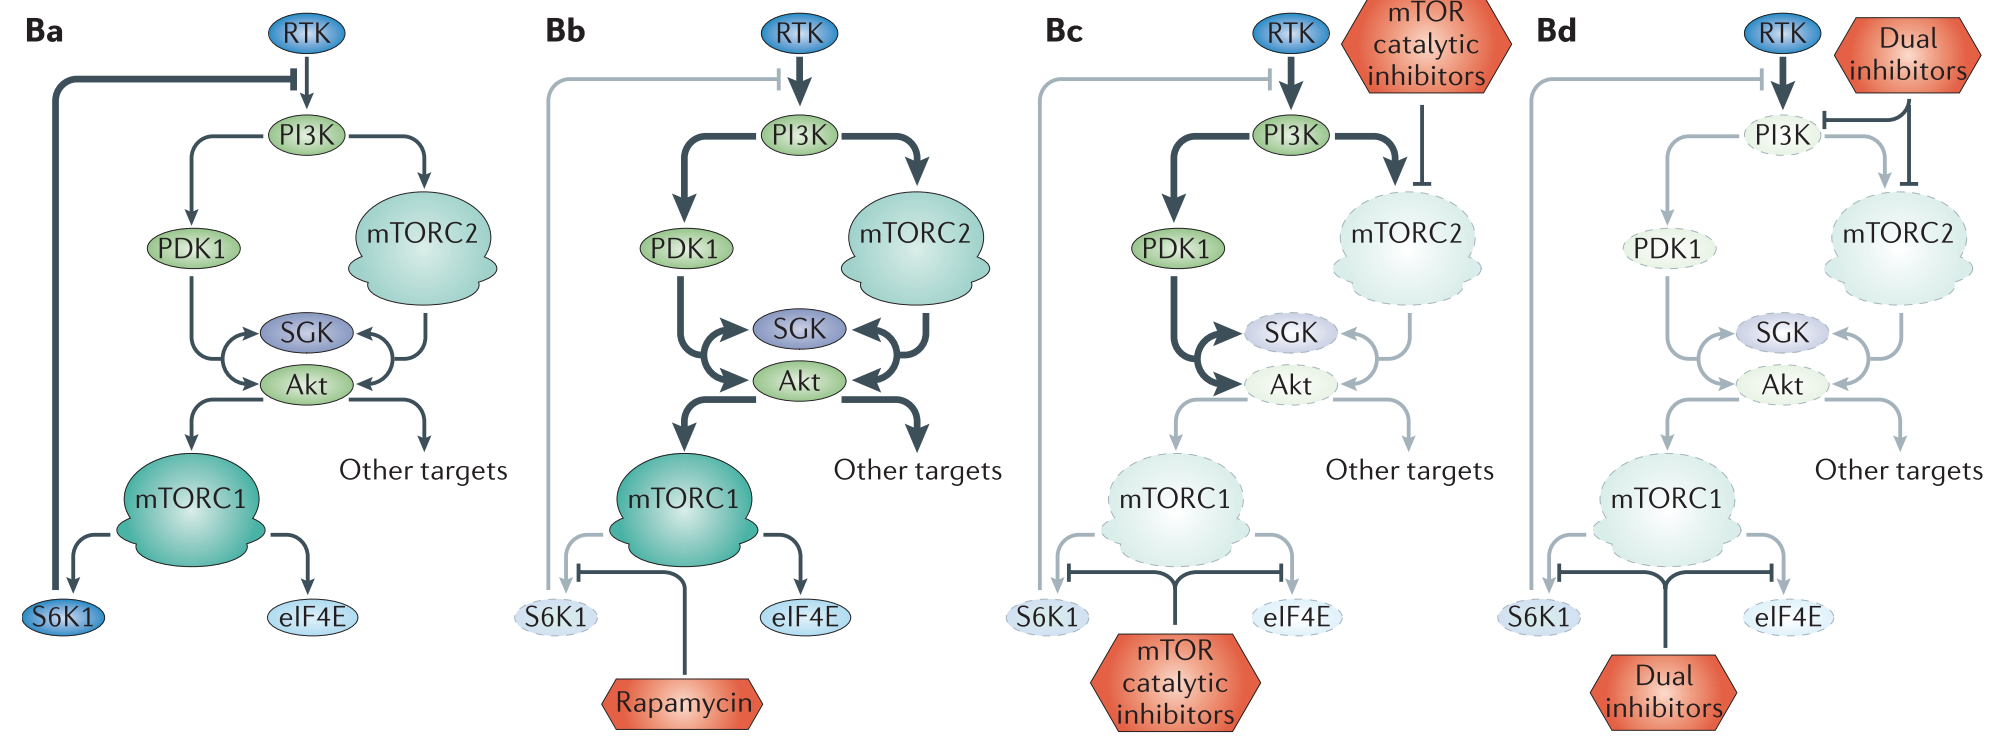 Ba
RTK
PI3K
PDK1
mTORC2
SGK
Akt
Other targets
mTORC1
S6K1
eIF4E
Bb
RTK
PI3K
PDK1
mTORC2
SGK
Akt
Other targets
mTORC1
S6K1
eIF4E
Rapamycin
Bc
RTK
mTOR
catalytic
inhibitors
PI3K
PDK1
mTORC2
SGK
Akt
Other targets
mTORC1
S6K1
eIF4E
mTOR
catalytic
inhibitors
Bd
RTK
Dual
inhibitors
PI3K
PDK1
mTORC2
SGK
Akt
Other targets
mTORC1
S6K1
eIF4E
Dual
inhibitors